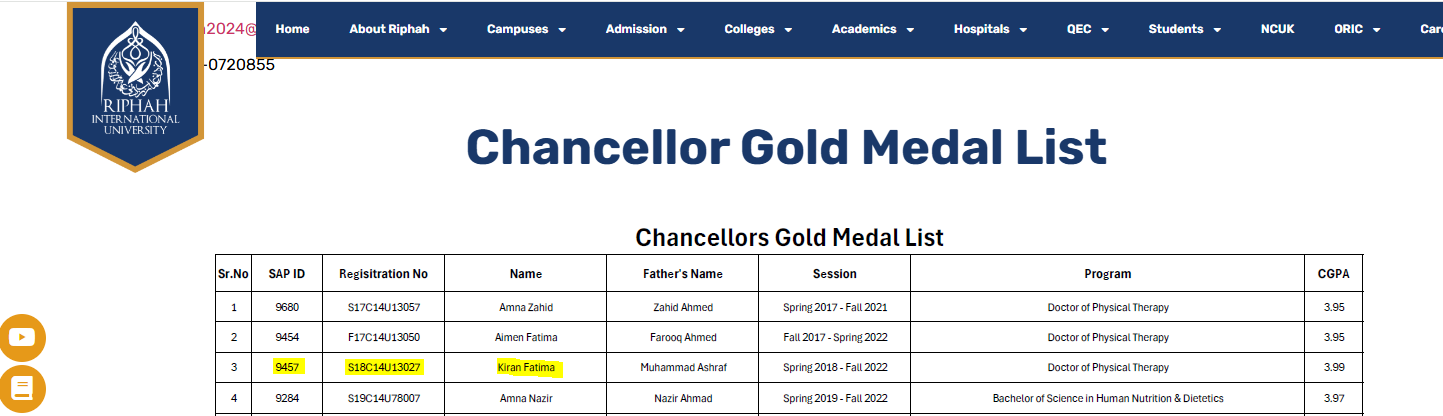 n2024@
Home About Riphah Campuses Admission Colleges Academics Hospitals QEC Students NCUK ORIC
-0720855
RIPHAH
INTERNATIONAL
UNIVERSITY
Chancellor Gold Medal List
Chancellors Gold Medal List
Sr.No SAP ID Regisitration No Name Father's Name Session Program CGPA
1 9680 S17C14U13057 Amna Zahid Zahid Ahmed Spring 2017 - Fall 2021 Doctor of Physical Therapy 3.95
2 9454 F17C14U13050 Aimen Fatima Farooq Ahmed Fall 2017 - Spring 2022 Doctor of Physical Therapy 3.95
3 9457 S18C14U13027 Kiran Fatima Muhammad Ashraf Spring 2018 - Fall 2022 Doctor of Physical Therapy 3.99
4 9284 S19C14U78007 Amna Nazir Nazir Ahmad Spring 2019 - Fall 2022 Bachelor of Science in Human Nutrition & Dietetics 3.97